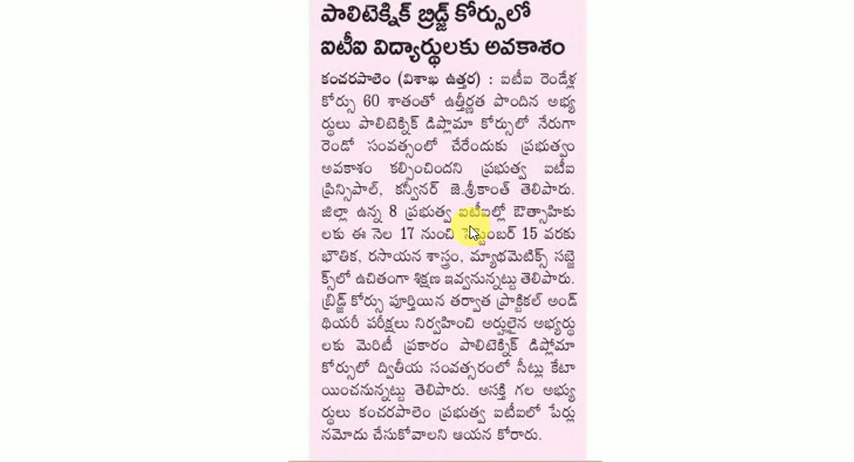 పాలిటెక్నిక్ బ్రిడ్జ్ కోర్సులో
ఐటీఐ విద్యార్థులకు అవకాశం
కంచరపాలెం (విశాఖ ఉత్తర) : ఐటీఐ రెండేళ్ల
కోర్సు 60 శాతంతో ఉత్తీర్ణత పొందిన అభ్య
ర్థులు పాలిటెక్నిక్ డిప్లొమా కోర్సులో నేరుగా
రెండో సంవత్సంలో చేరేందుకు ప్రభుత్వం
అవకాశం కల్పించిందని ప్రభుత్వ ఐటీఐ
ప్రిన్సిపాల్, కన్వీనర్ జె.శ్రీకాంత్ తెలిపారు.
జిల్లా ఉన్న 8 ప్రభుత్వ ఐటీఐల్లో ఔత్సాహికు
లకు ఈ నెల 17 నుంచి సెప్టెంబర్ 15 వరకు
భౌతిక, రసాయన శాస్త్రం, మ్యాథమెటిక్స్ సబ్జె
క్స్‌లో ఉచితంగా శిక్షణ ఇవ్వనున్నట్టు తెలిపారు.
బ్రిడ్జ్ కోర్సు పూర్తియిన తర్వాత ప్రాక్టికల్ అండ్
థియరీ పరీక్షలు నిర్వహించి అర్హులైన అభ్యర్థు
లకు మెరిటీ ప్రకారం పాలిటెక్నిక్ డిప్లోమా
కోర్సులో ద్వితీయ సంవత్సరంలో సీట్లు కేటా
యించనున్నట్టు తెలిపారు. అసక్తి గల అభ్యు
ర్థులు కంచరపాలెం ప్రభుత్వ ఐటీఐలో పేర్లు
నమోదు చేసుకోవాలని ఆయన కోరారు.